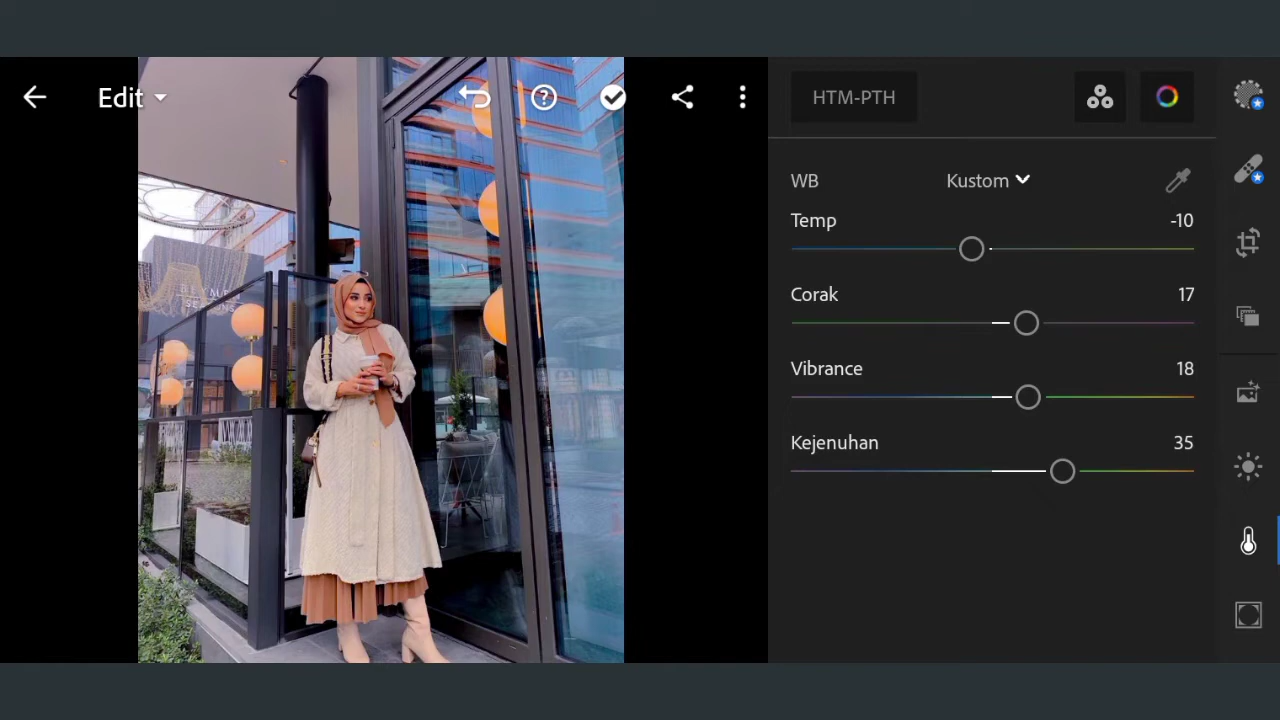 Edit
HTM-PTH
WB
Kustom
Temp
-10
Corak
17
Vibrance
18
Kejenuhan
35